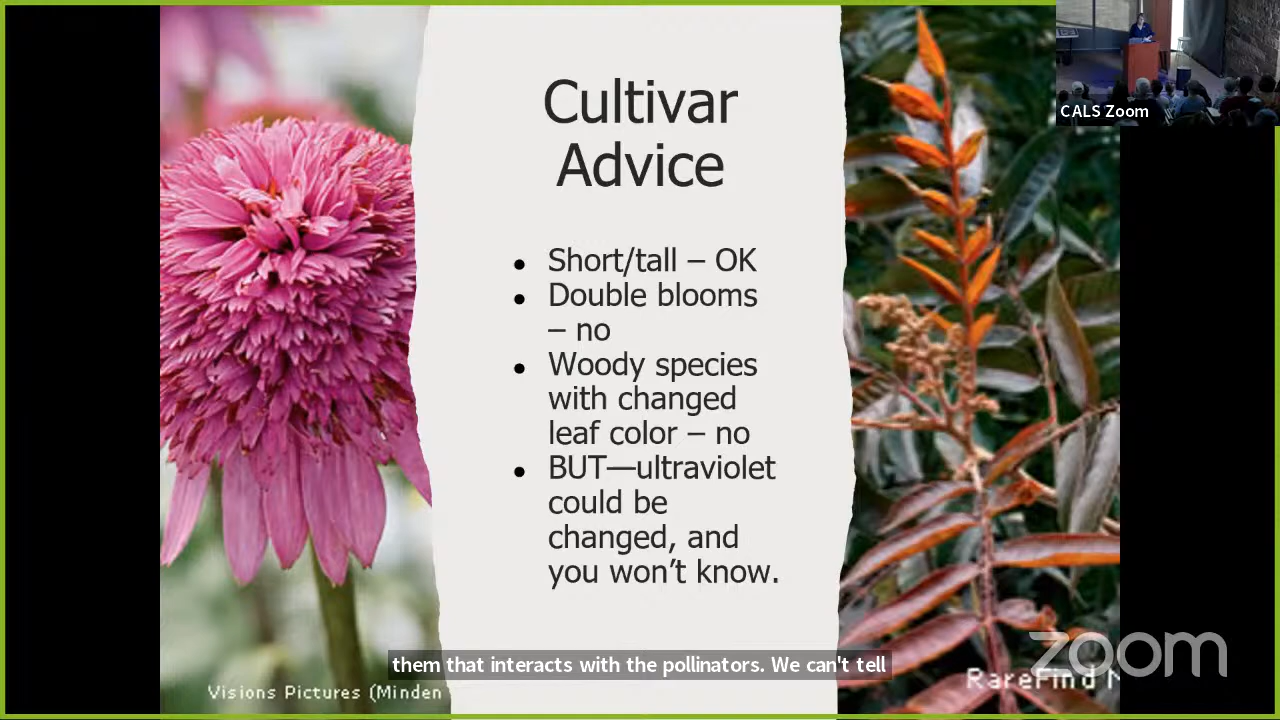 CALS Zoom
Cultivar
Advice
• Short/tall – OK
• Double blooms
– no
• Woody species
with changed
leaf color – no
• BUT—ultraviolet
could be
changed, and
you won't know.
them that interacts with the pollinators. We can't tell
Visions Pictures (Minden
RareFind
zoom